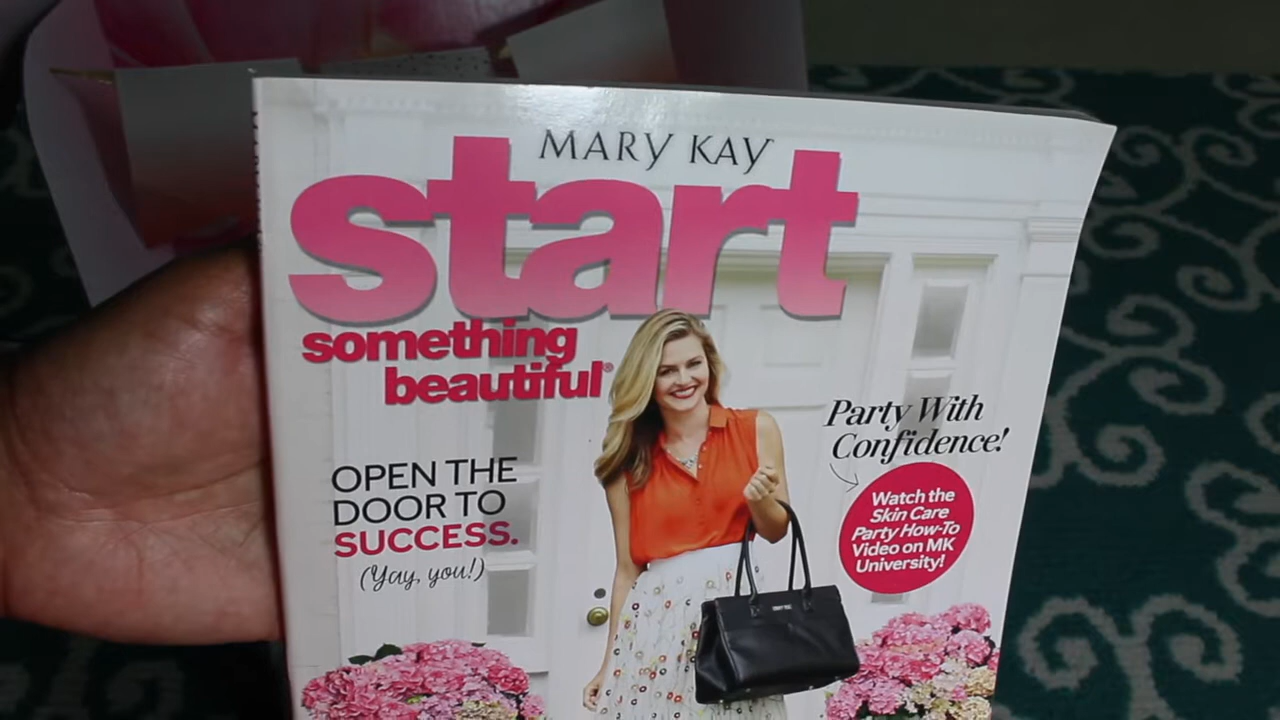 MARY KAY
start
something
beautiful®
OPEN THE
DOOR TO
SUCCESS.
(Yay, you!)
Party With
Confidence!
Watch the
Skin Care
Party How-To
Video on MK
University!